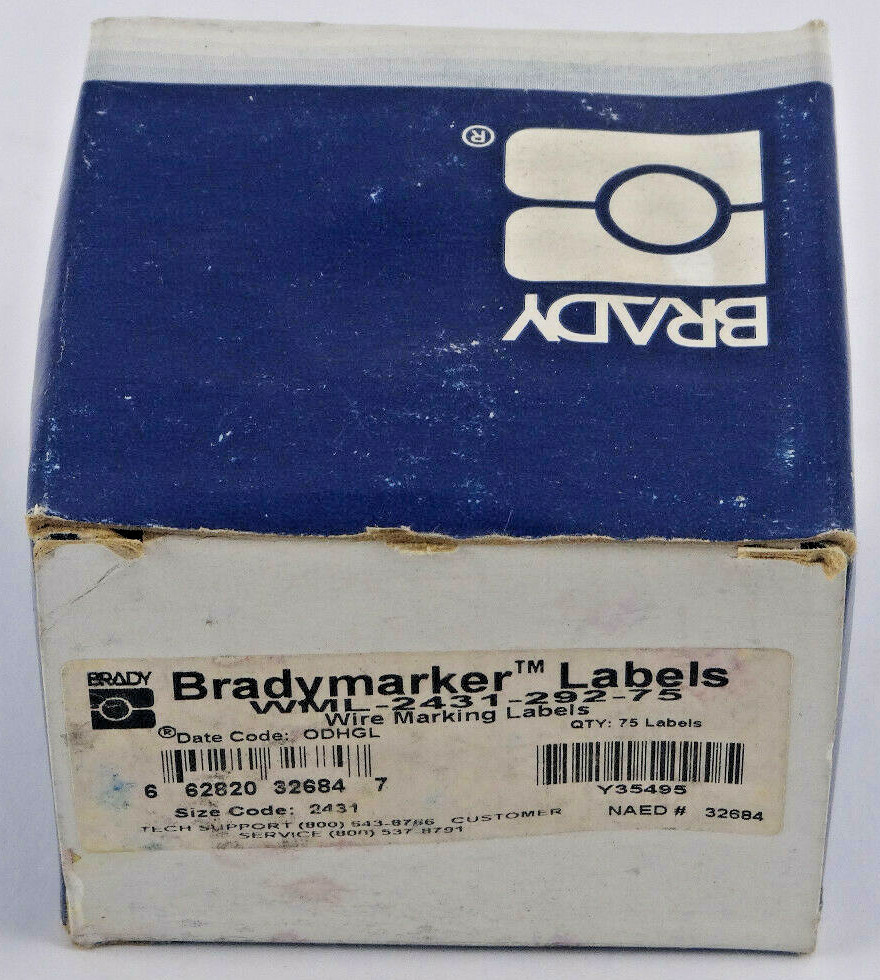 ®
BRADY
BRADY
Bradymarker™ Labels
WML-2431-292-75
Wire Marking Labels
QTY: 75 Labels
® Date Code: ODHGL
6 62820 32684 7
Y35495
Size Code: 2431
NAED # 32684
TECH SUPPORT (800) 543-8766 CUSTOMER
SERVICE (800) 537-8791